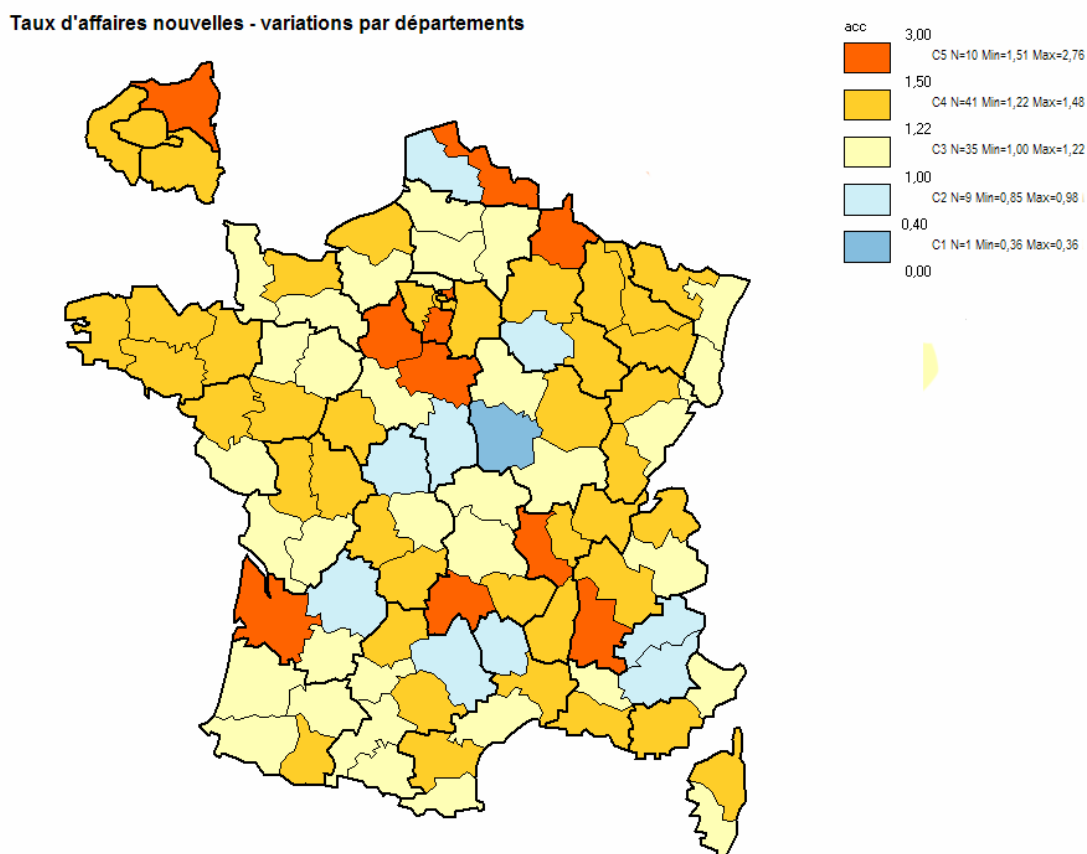 Taux d'affaires nouvelles - variations par départements
acc
3,00
C5 N=10 Min=1,51 Max=2,76
1,50
C4 N=41 Min=1,22 Max=1,48
1,22
C3 N=35 Min=1,00 Max=1,22
1,00
C2 N=9 Min=0,85 Max=0,98
0,40
C1 N=1 Min=0,36 Max=0,36
0,00